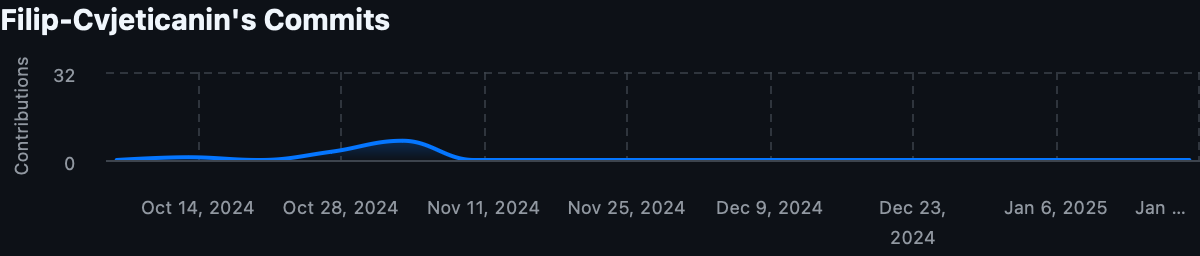 Filip-Cvjeticanin's Commits
Contributions
32
0
Oct 14, 2024
Oct 28, 2024
Nov 11, 2024
Nov 25, 2024
Dec 9, 2024
Dec 23,
2024
Jan 6, 2025
Jan ...